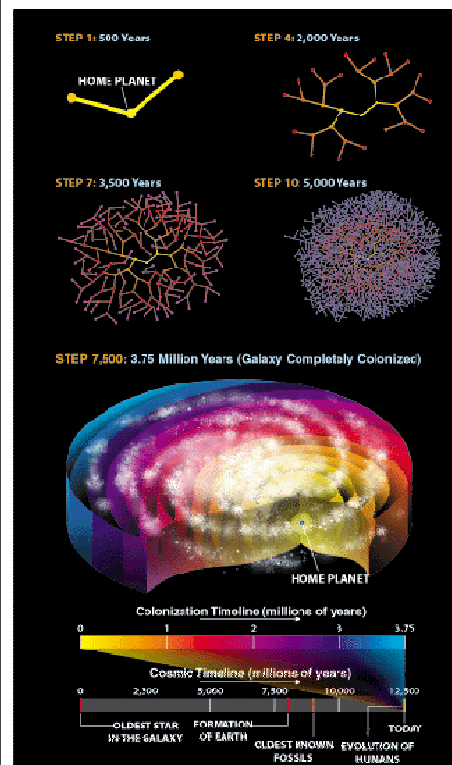 STEP 1: 500 Years
STEP 4: 2,000 Years
HOME PLANET
STEP 7: 3,500 Years
STEP 10: 5,000 Years
STEP 7,500: 3.75 Million Years (Galaxy Completely Colonized)
HOME PLANET
Colonization Timeline (millions of years)
0 1 2 3 3.75
Cosmic Timeline (millions of years)
0 2,500 5,000 7,500 10,000 12,500
TODAY
OLDEST STAR
IN THE GALAXY
FORMATION
OF EARTH
OLDEST KNOWN
FOSSILS
EVOLUTION OF
HUMANS